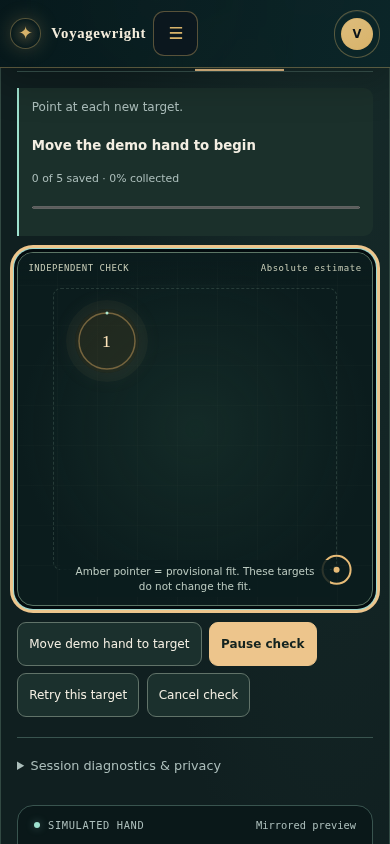 Voyagewright
V
Point at each new target.
Move the demo hand to begin
0 of 5 saved · 0% collected
INDEPENDENT CHECK
Absolute estimate
1
Amber pointer = provisional fit. These targets
do not change the fit.
Move demo hand to target
Pause check
Retry this target
Cancel check
Session diagnostics & privacy
SIMULATED HAND
Mirrored preview